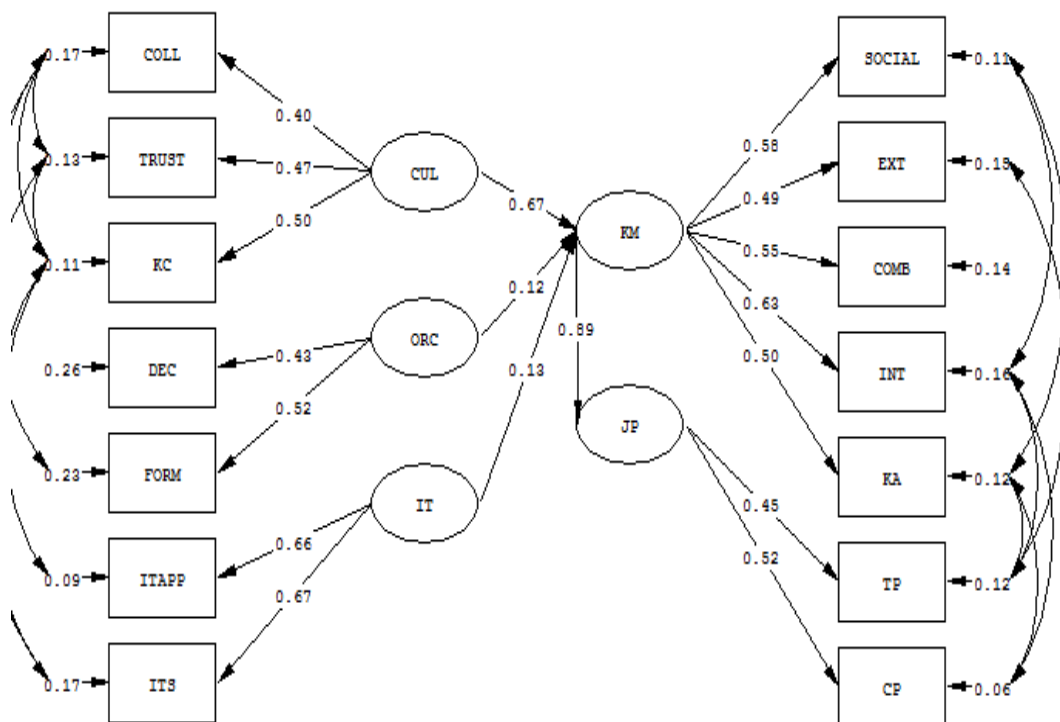 0.17
COLL
0.40
0.13
TRUST
0.47
CUL
0.50
0.11
KC
0.67
0.26
DEC
0.43
ORC
0.12
0.52
0.23
FORM
IT
0.13
0.66
0.09
ITAPP
0.67
0.17
ITS
KM
0.89
JP
0.58
SOCIAL
0.11
0.49
EXT
0.15
0.55
COMB
0.14
0.63
INT
0.16
0.50
KA
0.12
0.45
TP
0.12
0.52
CP
0.06